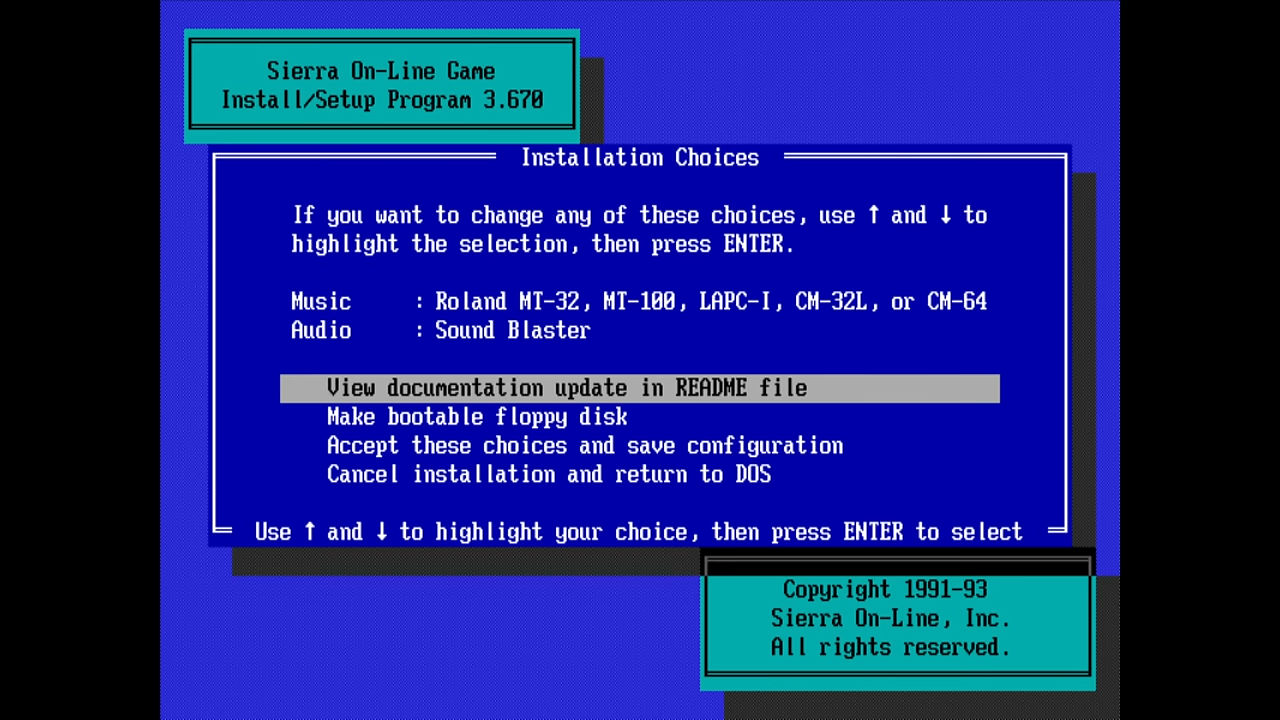 Sierra On-Line Game
Install/Setup Program 3.670
Installation Choices
If you want to change any of these choices, use ↑ and ↓ to
highlight the selection, then press ENTER.
Music : Roland MT-32, MT-100, LAPC-I, CM-32L, or CM-64
Audio : Sound Blaster
View documentation update in README file
Make bootable floppy disk
Accept these choices and save configuration
Cancel installation and return to DOS
Use ↑ and ↓ to highlight your choice, then press ENTER to select
Copyright 1991-93
Sierra On-Line, Inc.
All rights reserved.